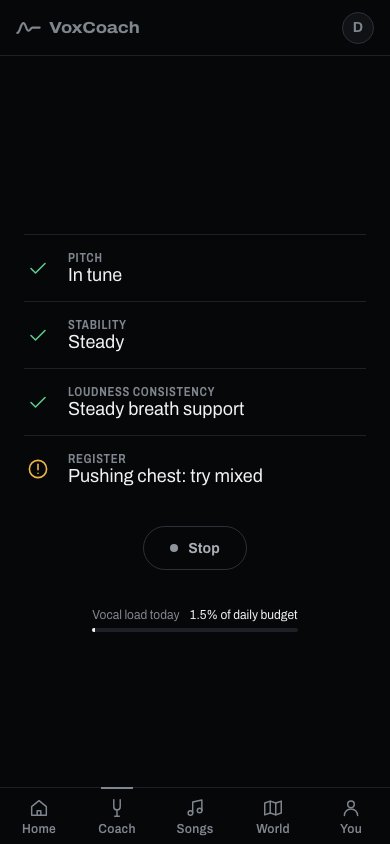 VoxCoach
D
PITCH
In tune
STABILITY
Steady
LOUDNESS CONSISTENCY
Steady breath support
REGISTER
Pushing chest: try mixed
Stop
Vocal load today 1.5% of daily budget
Home Coach Songs World You